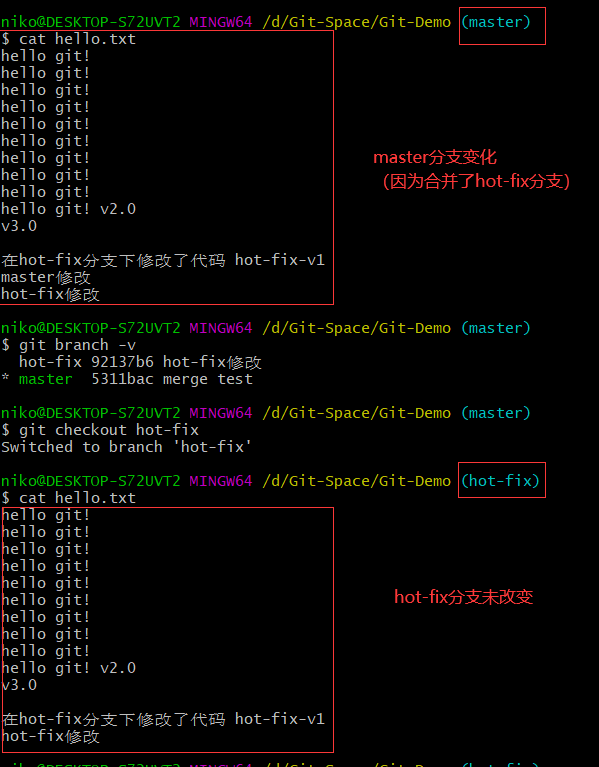 niko@DESKTOP-S72UVT2 MINGW64 /d/Git-Space/Git-Demo (master)
$ cat hello.txt
hello git!
hello git!
hello git!
hello git!
hello git!
hello git!
hello git!
hello git!
hello git!
hello git! v2.0
v3.0
在hot-fix分支下修改了代码 hot-fix-v1
master修改
hot-fix修改
master分支变化
（因为合并了hot-fix分支）
niko@DESKTOP-S72UVT2 MINGW64 /d/Git-Space/Git-Demo (master)
$ git branch -v
  hot-fix 92137b6 hot-fix修改
* master  5311bac merge test
niko@DESKTOP-S72UVT2 MINGW64 /d/Git-Space/Git-Demo (master)
$ git checkout hot-fix
Switched to branch 'hot-fix'
niko@DESKTOP-S72UVT2 MINGW64 /d/Git-Space/Git-Demo (hot-fix)
$ cat hello.txt
hello git!
hello git!
hello git!
hello git!
hello git!
hello git!
hello git!
hello git!
hello git!
hello git! v2.0
v3.0
在hot-fix分支下修改了代码 hot-fix-v1
hot-fix修改
hot-fix分支未改变